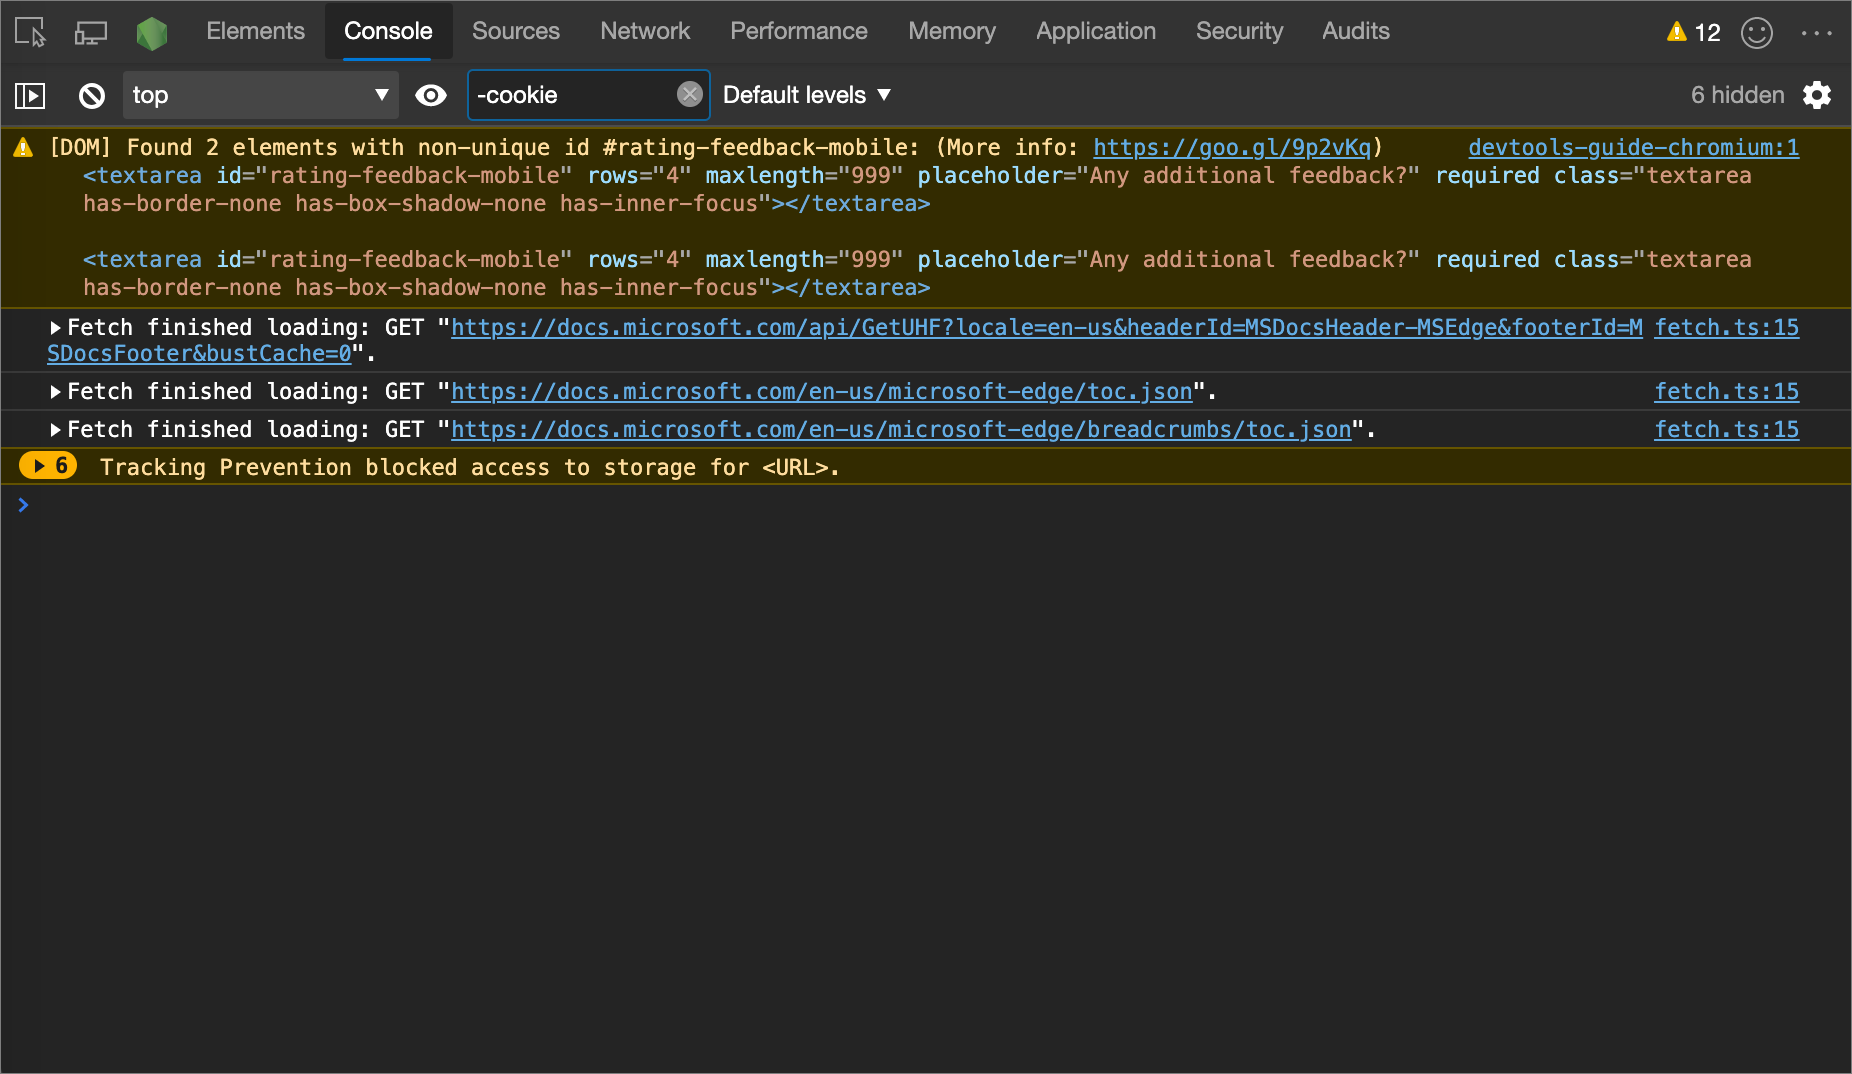 Elements Console Sources Network Performance Memory Application Security Audits 12
top -cookie Default levels 6 hidden
[DOM] Found 2 elements with non-unique id #rating-feedback-mobile: (More info: https://goo.gl/9p2vKq) devtools-guide-chromium:1
<textarea id="rating-feedback-mobile" rows="4" maxlength="999" placeholder="Any additional feedback?" required class="textarea
has-border-none has-box-shadow-none has-inner-focus"></textarea>
<textarea id="rating-feedback-mobile" rows="4" maxlength="999" placeholder="Any additional feedback?" required class="textarea
has-border-none has-box-shadow-none has-inner-focus"></textarea>
Fetch finished loading: GET "https://docs.microsoft.com/api/GetUHF?locale=en-us&headerId=MSDocsHeader-MSEdge&footerId=M fetch.ts:15
SDocsFooter&bustCache=0".
Fetch finished loading: GET "https://docs.microsoft.com/en-us/microsoft-edge/toc.json". fetch.ts:15
Fetch finished loading: GET "https://docs.microsoft.com/en-us/microsoft-edge/breadcrumbs/toc.json". fetch.ts:15
6 Tracking Prevention blocked access to storage for <URL>.